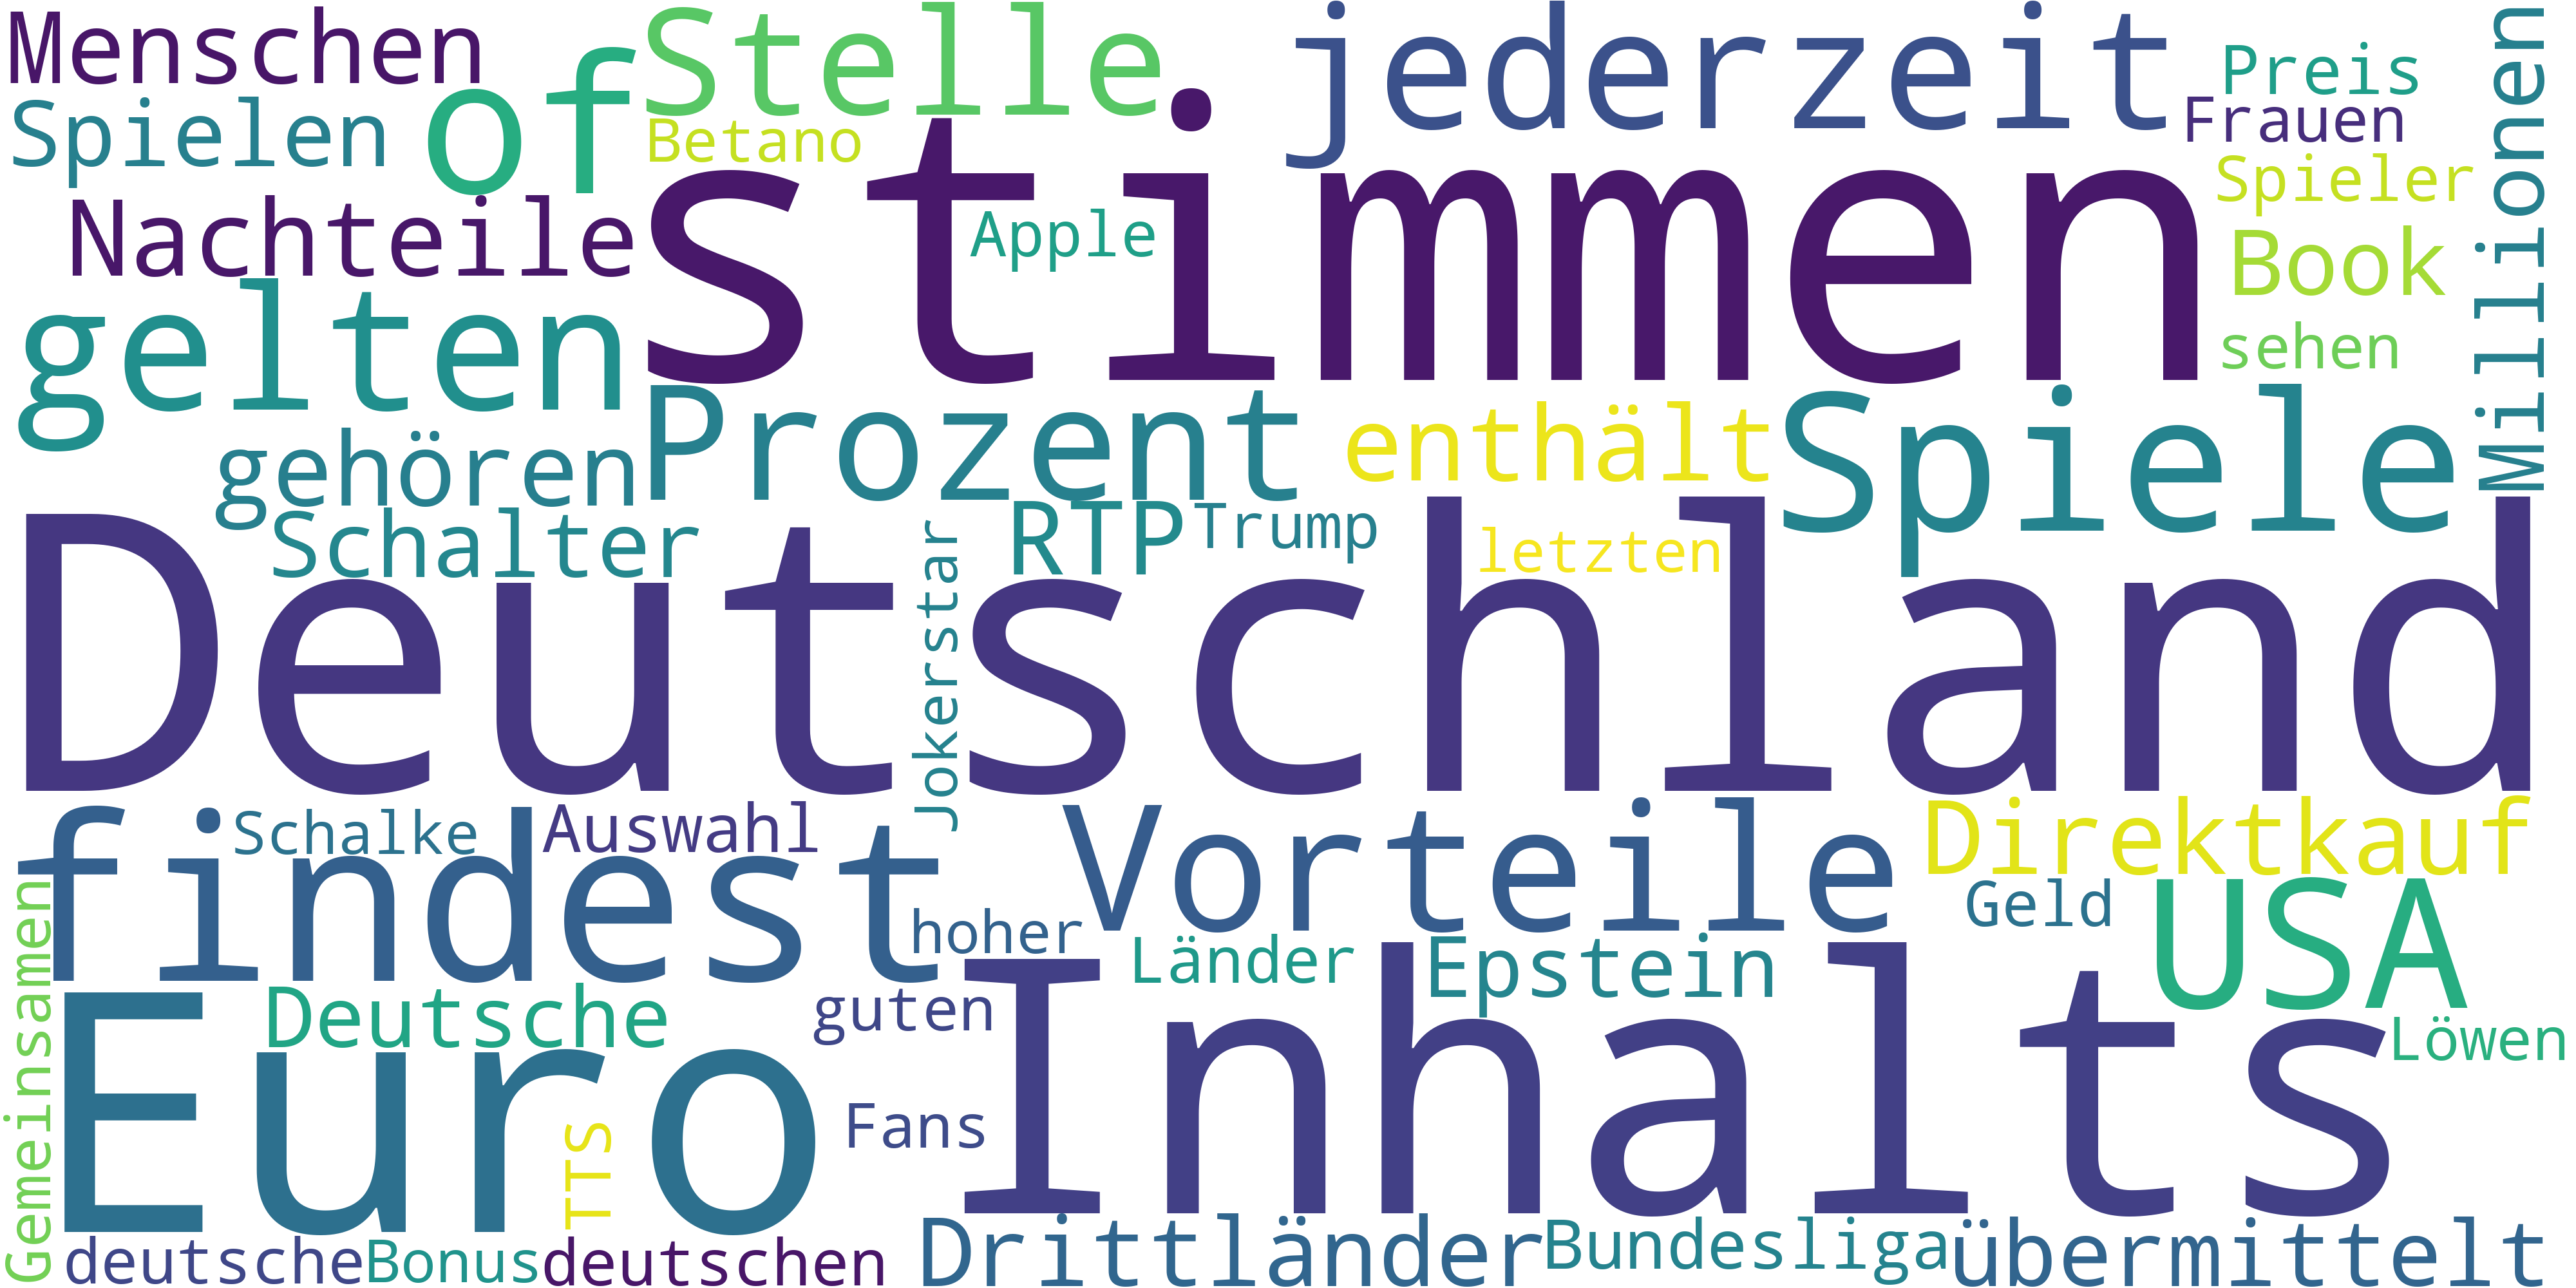 Menschen
of
Stelle
jederzeit
Preis
Millionen
Spielen
Betano
Frauen
stimmen
Spieler
Nachteile
Apple
Book
gelten
sehen
Prozent
enthält
Spiele
gehören
Schalter
RTP
Trump
letzten
Deutschland
Jokerstar
findest
Schalke
Auswahl
Vorteile
Direktkauf
Gemeinsamen
hoher
Geld
USA
Länder
Epstein
Deutsche
guten
Inhalts
Löwen
Euro
Fans
TTS
deutsche
Bonus
deutschen
Drittländer
Bundesliga
übermittelt